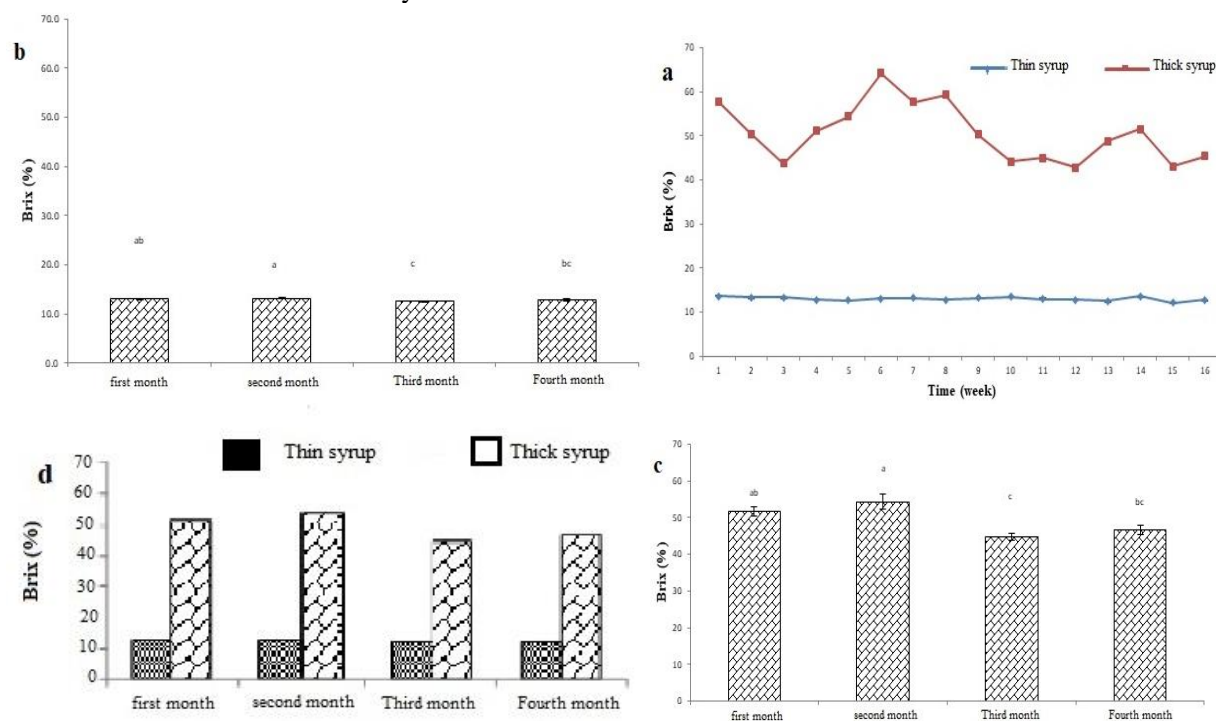 b
70.0
60.0
50.0
40.0
30.0
20.0
10.0
0.0
Brix (%)
ab
a
c
bc
first month
second month
Third month
Fourth month
a
Thin syrup
Thick syrup
70
60
50
40
30
20
10
0
Brix (%)
1 2 3 4 5 6 7 8 9 10 11 12 13 14 15 16
Time (week)
d
Thin syrup
Thick syrup
70
60
50
40
30
20
10
0
Brix (%)
first month
second month
Third month
Fourth month
c
70
60
50
40
30
20
10
0
Brix (%)
ab
a
c
bc
first month
second month
Third month
Fourth month